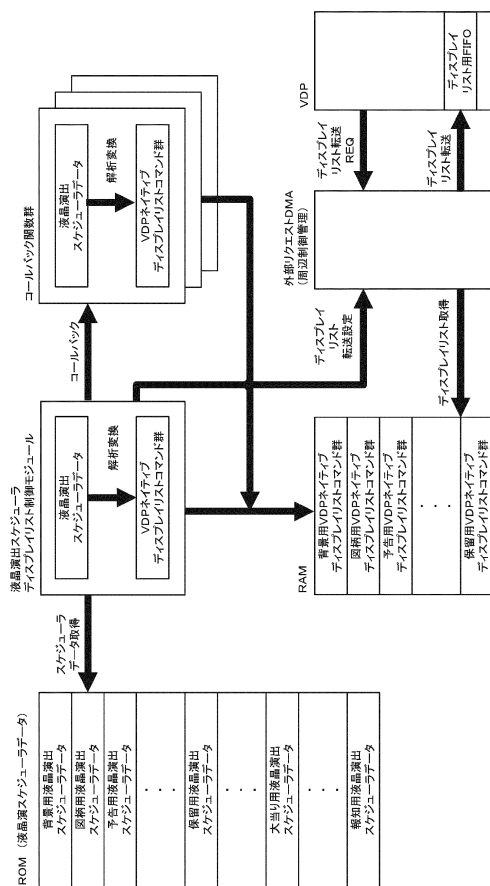 ROM（液晶演スケジューラデータ）
背景用液晶演出
スケジューラデータ
図柄用液晶演出
スケジューラデータ
予告用液晶演出
スケジューラデータ
・・・
保留用液晶演出
スケジューラデータ
・・・
大当り用液晶演出
スケジューラデータ
・・・
報知用液晶演出
スケジューラデータ
スケジューラ
データ取得
液晶演出スケジューラ
ディスプレイリスト制御モジュール
液晶演出
スケジューラデータ
解析変換
VDPネイティブ
ディスプレイリストコマンド群
コールバック
コールバック関数群
液晶演出
スケジューラデータ
解析変換
VDPネイティブ
ディスプレイリストコマンド群
RAM
背景用VDPネイティブ
ディスプレイリストコマンド群
図柄用VDPネイティブ
ディスプレイリストコマンド群
予告用VDPネイティブ
ディスプレイリストコマンド群
・・・
保留用VDPネイティブ
ディスプレイリストコマンド群
ディスプレイ
リスト
転送設定
ディスプレイリスト取得
外部リクエストDMA
（周辺制御管理）
ディスプレイ
リスト転送
REQ
ディスプレイ
リスト転送
VDP
ディスプレイ
リスト用FIFO